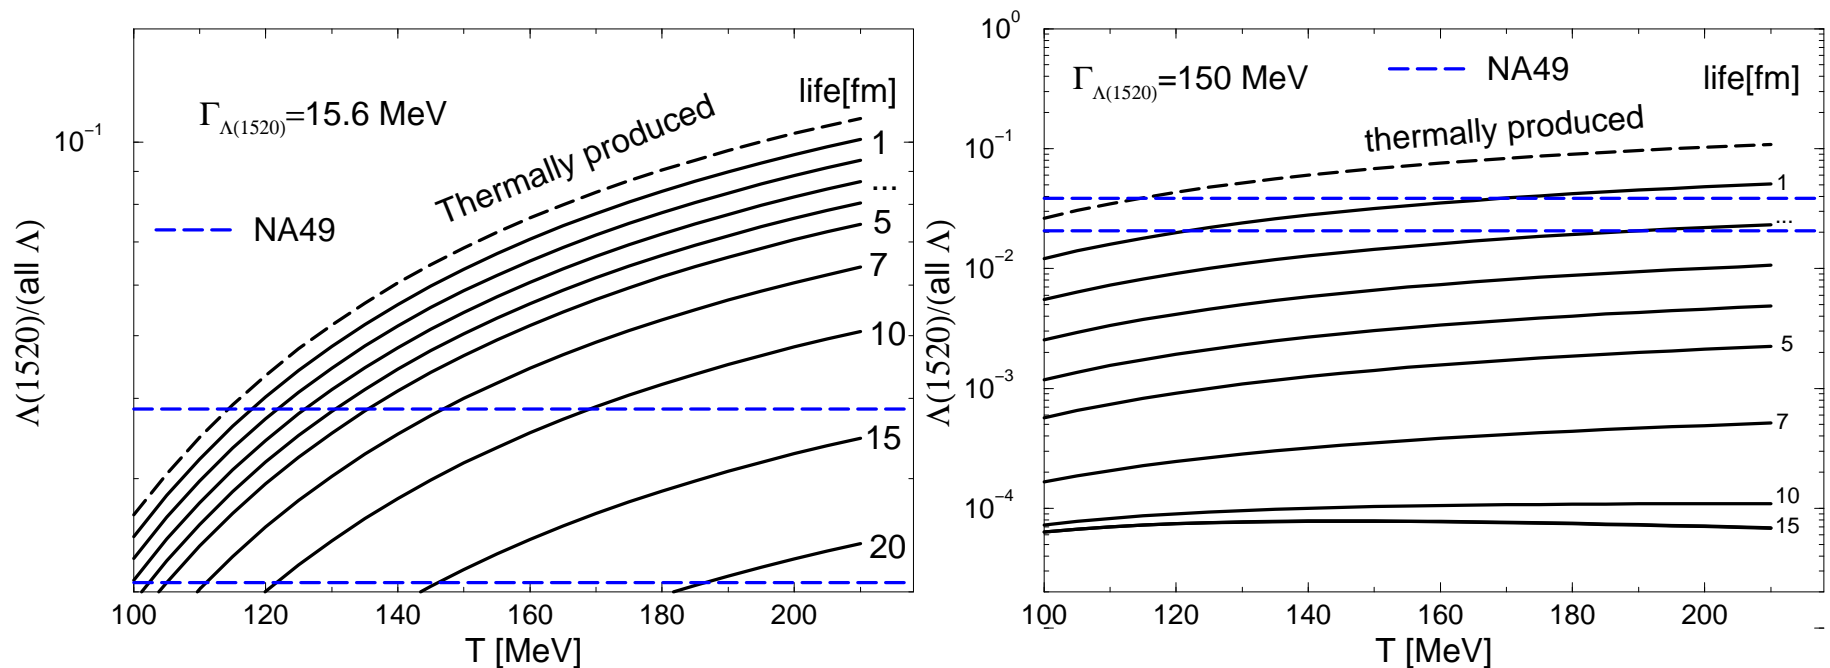 Γ_Λ(1520)=15.6 MeV
life[fm]
Thermally produced
NA49
1
...
5
7
10
15
20
10⁻¹
Λ(1520)/(all Λ)
100 120 140 160 180 200
T [MeV]
Γ_Λ(1520)=150 MeV
NA49
life[fm]
thermally produced
1
...
5
7
10
15
10⁰
10⁻¹
10⁻²
10⁻³
10⁻⁴
Λ(1520)/(all Λ)
100 120 140 160 180 200
T [MeV]